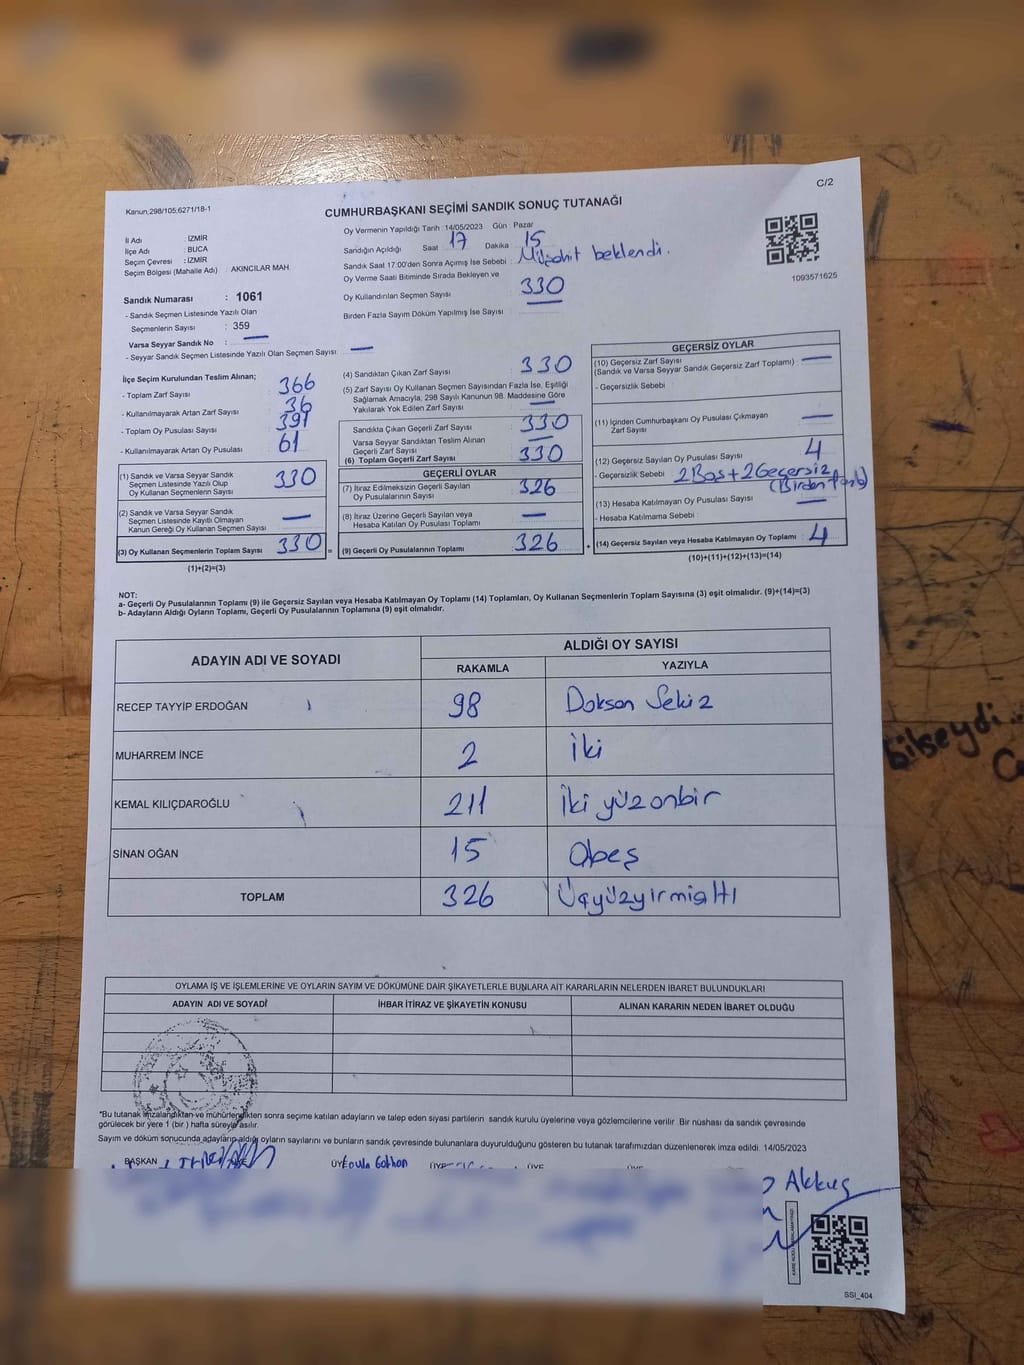 Kanun,298/105;6271/18-1
C/2
CUMHURBAŞKANI SEÇİMİ SANDIK SONUÇ TUTANAĞI
İl Adı : İZMİR
İlçe Adı : BUCA
Seçim Çevresi : İZMİR
Seçim Bölgesi (Mahalle Adı) : AKINCILAR MAH
Sandık Numarası : 1061
- Sandık Seçmen Listesinde Yazılı Olan
Seçmenlerin Sayısı : 359
Varsa Seyyar Sandık No : —
- Seyyar Sandık Seçmen Listesinde Yazılı Olan Seçmen Sayısı : —
Oy Vermenin Yapıldığı Tarih : 14/05/2023 Gün Pazar
Sandığın Açıldığı Saat 17 Dakika 15
Sandık Saat 17:00'den Sonra Açımış İse Sebebi : Müşahit beklendi.
Oy Verme Saati Bitiminde Sırada Bekleyen ve
Oy Kullandırılan Seçmen Sayısı : 330
Birden Fazla Sayım Döküm Yapılmış İse Sayısı :
1093571625
İlçe Seçim Kurulundan Teslim Alınan;
- Toplam Zarf Sayısı : 366
- Kullanılmayarak Artan Zarf Sayısı : 36
- Toplam Oy Pusulası Sayısı : 391
- Kullanılmayarak Artan Oy Pusulası : 61
(1) Sandık ve Varsa Seyyar Sandık
Seçmen Listesinde Yazılı Olup
Oy Kullanan Seçmenlerin Sayısı 330
(2) Sandık ve Varsa Seyyar Sandık
Seçmen Listesinde Kayıtlı Olmayan
Kanun Gereği Oy Kullanan Seçmen Sayısı —
(3) Oy Kullanan Seçmenlerin Toplam Sayısı 330 =
(1)+(2)=(3)
(4) Sandıktan Çıkan Zarf Sayısı : 330
(5) Zarf Sayısı Oy Kullanan Seçmen Sayısından Fazla İse, Eşitliği
Sağlamak Amacıyla, 298 Sayılı Kanunun 98. Maddesine Göre
Yakılarak Yok Edilen Zarf Sayısı : —
Sandıkta Çıkan Geçerli Zarf Sayısı : 330
Varsa Seyyar Sandıktan Teslim Alınan
Geçerli Zarf Sayısı : —
(6) Toplam Geçerli Zarf Sayısı : 330
GEÇERLİ OYLAR
(7) İtiraz Edilmeksizin Geçerli Sayılan
Oy Pusulasının Sayısı : 326
(8) İtiraz Üzerine Geçerli Sayılan veya
Hesaba Katılan Oy Pusulası Toplamı : —
(9) Geçerli Oy Pusulalarının Toplamı : 326 +
GEÇERSİZ OYLAR
(10) Geçersiz Zarf Sayısı
(Sandık ve Varsa Seyyar Sandık Geçersiz Zarf Toplamı) : —
- Geçersizlik Sebebi
(11) İçinden Cumhurbaşkanı Oy Pusulası Çıkmayan
Zarf Sayısı : —
(12) Geçersiz Sayılan Oy Pusulası Sayısı : 4
- Geçersizlik Sebebi : 2 Boş + 2 Geçersiz
(13) Hesaba Katılmayan Oy Pusulası Sayısı : —
- Hesaba Katılmama Sebebi :
(14) Geçersiz Sayılan veya Hesaba Katılmayan Oy Toplamı : 4
(10)+(11)+(12)+(13)=(14)
NOT:
a- Geçerli Oy Pusulalarının Toplamı (9) ile Geçersiz Sayılan veya Hesaba Katılmayan Oy Toplamı (14) Toplamları, Oy Kullanan Seçmenlerin Toplam Sayısına (3) eşit olmalıdır. (9)+(14)=(3)
b- Adayların Aldığı Oyların Toplamı, Geçerli Oy Pusulalarının Toplamına (9) eşit olmalıdır.
ADAYIN ADI VE SOYADI
ALDIĞI OY SAYISI
RAKAMLA YAZIYLA
RECEP TAYYİP ERDOĞAN 98 Doksan Sekiz
MUHARREM İNCE 2 İki
KEMAL KILIÇDAROĞLU 211 İki yüz onbir
SİNAN OĞAN 15 Obeş
TOPLAM 326 Üçyüzyirmialtı
OYLAMA İŞ VE İŞLEMLERİNE VE OYLARIN SAYIM VE DÖKÜMÜNE DAİR ŞİKAYETLERLE BUNLARA AİT KARARLARIN NELERDEN İBARET BULUNDUKLARI
ADAYIN ADI VE SOYADI İHBAR İTİRAZ VE ŞİKAYETİN KONUSU ALINAN KARARIN NEDEN İBARET OLDUĞU
*Bu tutanak imzalandıktan ve mühürlendikten sonra seçime katılan adayların ve talep eden siyasi partilerin sandık kurulu üyelerine veya gözlemcilerine verilir. Bir nüshası da sandık çevresinde
görülecek bir yere 1 (bir ) hafta süreyle asılır.
Sayım ve döküm sonucunda adayların aldığı oyların sayılarını ve bunların sandık çevresinde bulunanlara duyurulduğunu gösteren bu tutanak tarafımızdan düzenlenerek imza edildi. 14/05/2023
BAŞKAN ÜYE ÜYE ÜYE
Akkuş
SSI_404
bilseydi..